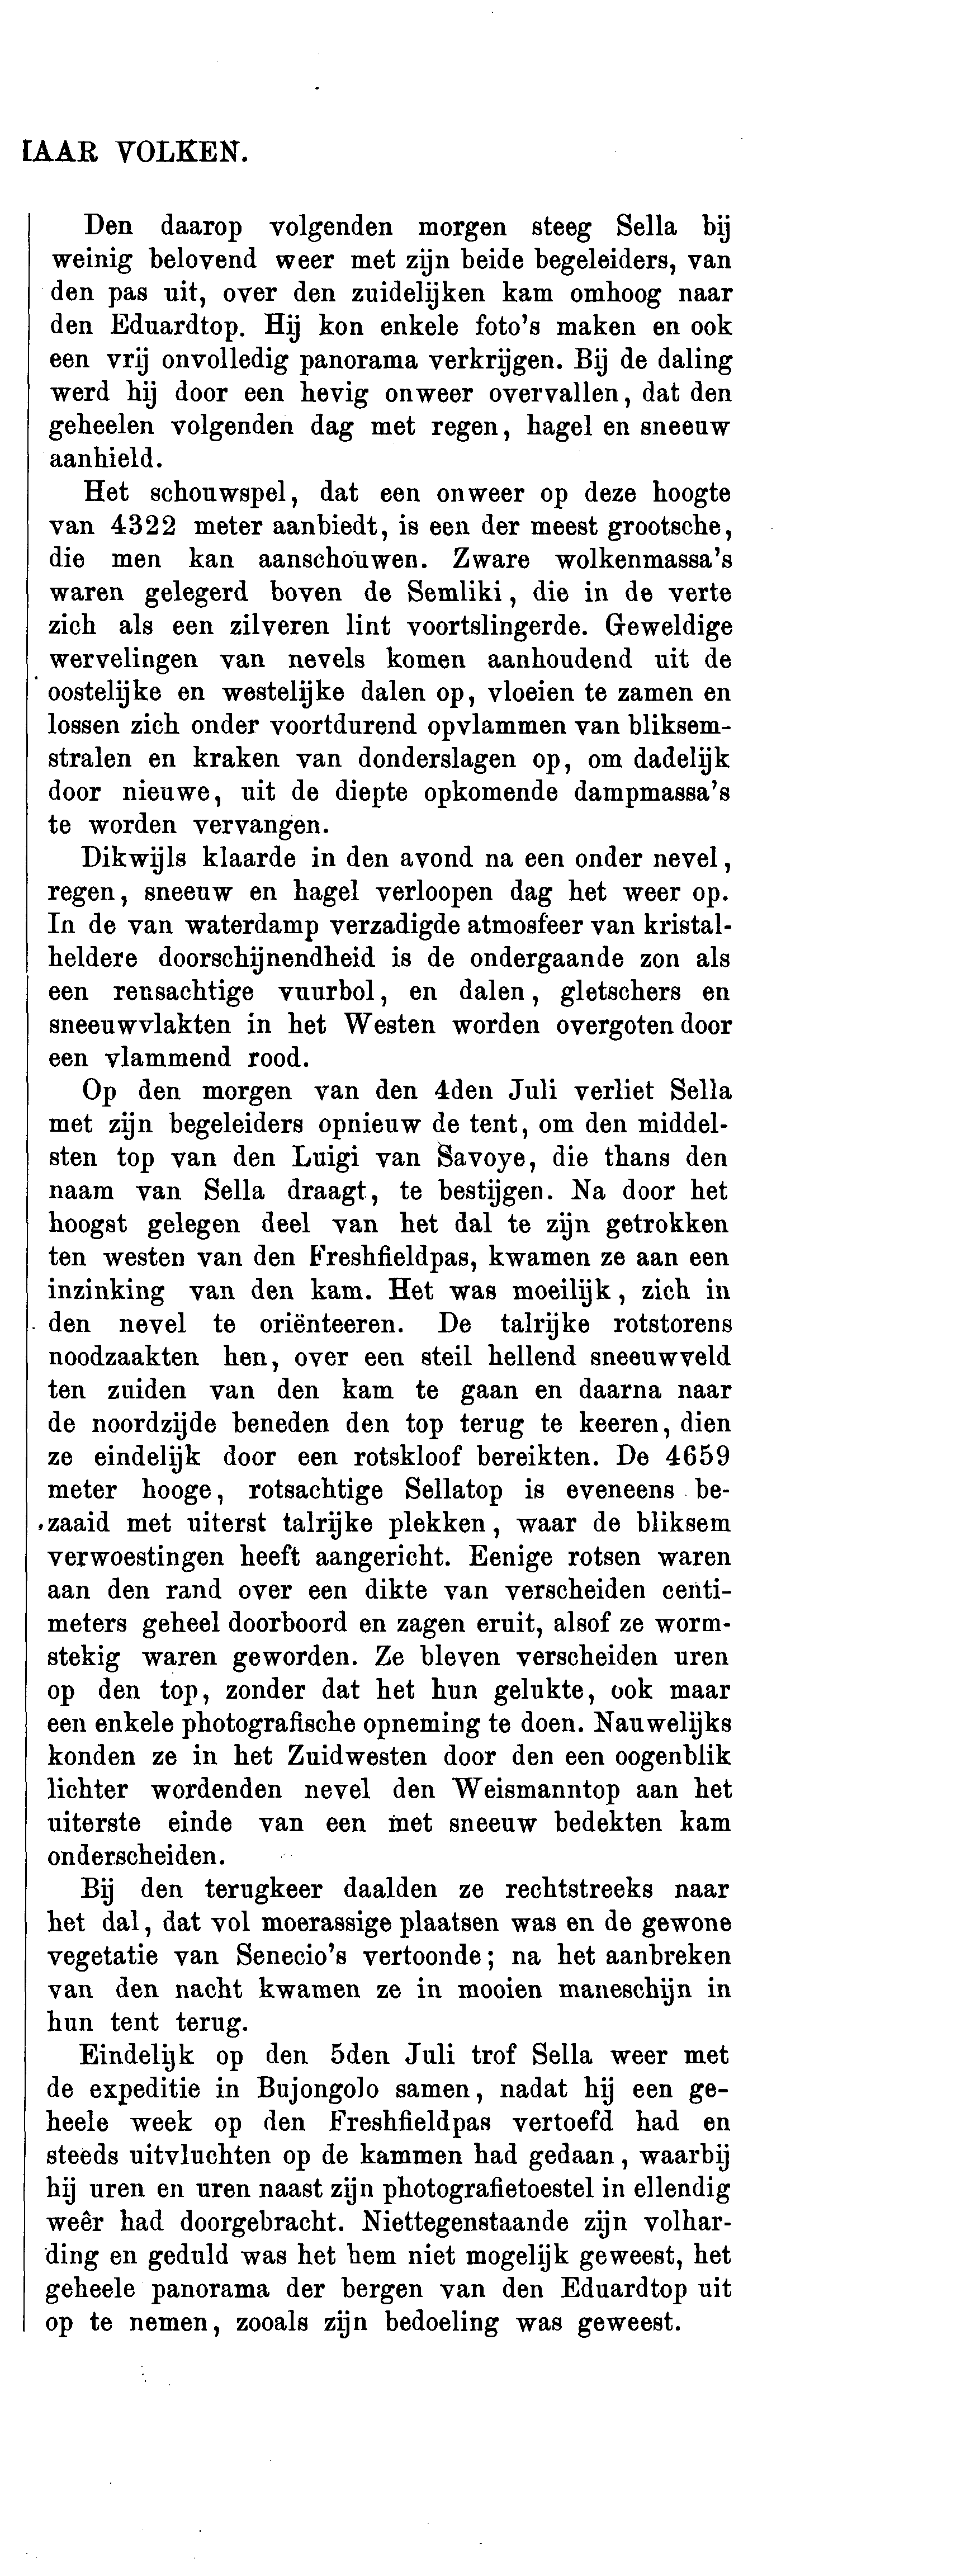 HAAR VOLKEN.
Den daarop volgenden morgen steeg Sella bij
weinig belovend weer met zijn beide begeleiders, van
den pas uit, over den zuidelijken kam omhoog naar
den Eduardtop. Hij kon enkele foto's maken en ook
een vrij onvolledig panorama verkrijgen. Bij de daling
werd hij door een hevig onweer overvallen, dat den
geheelen volgenden dag met regen, hagel en sneeuw
aanhield.
Het schouwspel, dat een onweer op deze hoogte
van 4322 meter aanbiedt, is een der meest grootsche,
die men kan aanschouwen. Zware wolkenmassa's
waren gelegerd boven de Semliki, die in de verte
zich als een zilveren lint voortslingerde. Geweldige
wervelingen van nevels komen aanhoudend uit de
oostelijke en westelijke dalen op, vloeien te zamen en
lossen zich onder voortdurend opvlammen van bliksem-
stralen en kraken van donderslagen op, om dadelijk
door nieuwe, uit de diepte opkomende dampmassa's
te worden vervangen.
Dikwijls klaarde in den avond na een onder nevel,
regen, sneeuw en hagel verloopen dag het weer op.
In de van waterdamp verzadigde atmosfeer van kristal-
heldere doorschijnendheid is de ondergaande zon als
een reusachtige vuurbol, en dalen, gletschers en
sneeuwvlakten in het Westen worden overgoten door
een vlammend rood.
Op den morgen van den 4den Juli verliet Sella
met zijn begeleiders opnieuw de tent, om den middel-
sten top van den Luigi van Savoye, die thans den
naam van Sella draagt, te bestijgen. Na door het
hoogst gelegen deel van het dal te zijn getrokken
ten westen van den Freshfieldpas, kwamen ze aan een
inzinking van den kam. Het was moeilijk, zich in
den nevel te oriënteeren. De talrijke rotstorens
noodzaakten hen, over een steil hellend sneeuwveld
ten zuiden van den kam te gaan en daarna naar
de noordzijde beneden den top terug te keeren, dien
ze eindelijk door een rotskloof bereikten. De 4659
meter hooge, rotsachtige Sellatop is eveneens be-
zaaid met uiterst talrijke plekken, waar de bliksem
verwoestingen heeft aangericht. Eenige rotsen waren
aan den rand over een dikte van verscheiden centi-
meters geheel doorboord en zagen eruit, alsof ze worm-
stekig waren geworden. Ze bleven verscheiden uren
op den top, zonder dat het hun gelukte, ook maar
een enkele photografische opneming te doen. Nauwelijks
konden ze in het Zuidwesten door den een oogenblik
lichter wordenden nevel den Weismanntop aan het
uiterste einde van een met sneeuw bedekten kam
onderscheiden.
Bij den terugkeer daalden ze rechtstreeks naar
het dal, dat vol moerassige plaatsen was en de gewone
vegetatie van Senecio's vertoonde; na het aanbreken
van den nacht kwamen ze in mooien maneschijn in
hun tent terug.
Eindelijk op den 5den Juli trof Sella weer met
de expeditie in Bujongolo samen, nadat hij een ge-
heele week op den Freshfieldpas vertoefd had en
steeds uitvluchten op de kammen had gedaan, waarbij
hij uren en uren naast zijn photografietoestel in ellendig
weêr had doorgebracht. Niettegenstaande zijn volhar-
ding en geduld was het hem niet mogelijk geweest, het
geheele panorama der bergen van den Eduardtop uit
op te nemen, zooals zijn bedoeling was geweest.